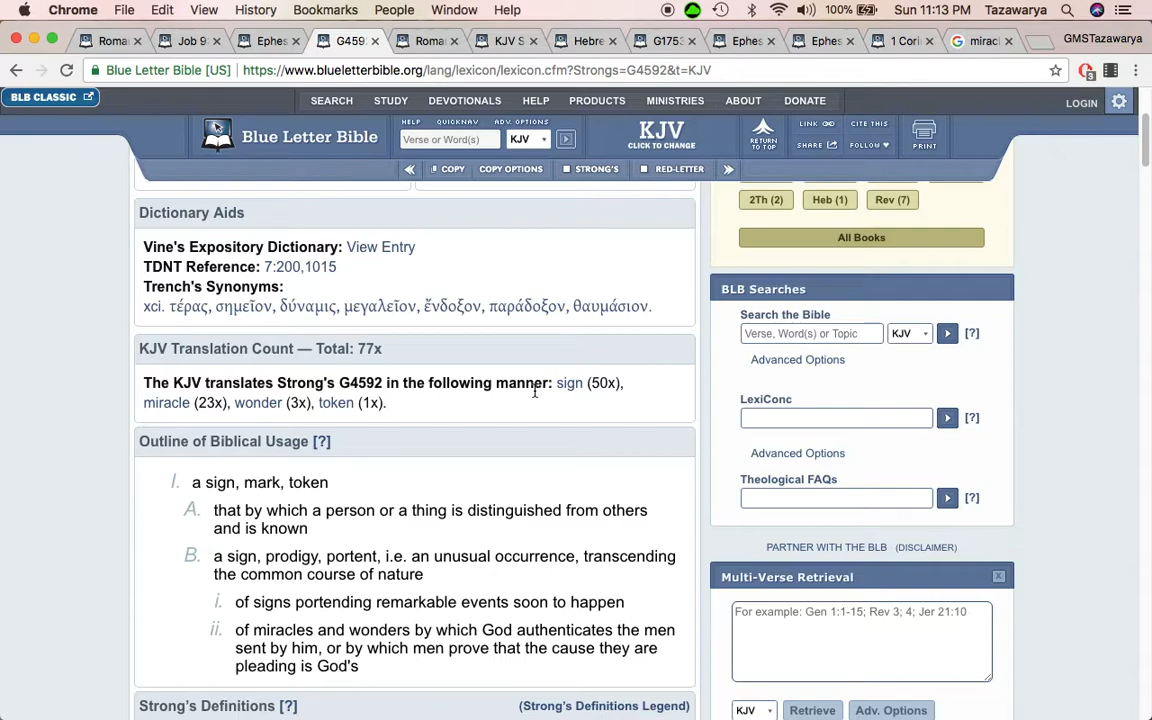 Chrome File Edit View History Bookmarks People Window Help 100% Sun 11:13 PM Tazawarya
Roma Job 9 Ephes G459 Roma KJV S Hebre G1753 Ephes Ephes 1 Cori miracl GMSTazawarya
Blue Letter Bible [US] https://www.blueletterbible.org/lang/lexicon/lexicon.cfm?Strongs=G4592&t=KJV
BLB CLASSIC
SEARCH STUDY DEVOTIONALS HELP PRODUCTS MINISTRIES ABOUT DONATE LOGIN
Blue Letter Bible
HELP QUICKNAV ADV. OPTIONS
Verse or Word(s) KJV
KJV
CLICK TO CHANGE
RETURN TO TOP
LINK CITE THIS
SHARE FOLLOW
PRINT
COPY COPY OPTIONS STRONG'S RED-LETTER
Dictionary Aids
Vine's Expository Dictionary: View Entry
TDNT Reference: 7:200,1015
Trench's Synonyms:
xci. τέρας, σημεῖον, δύναμις, μεγαλεῖον, ἔνδοξον, παράδοξον, θαυμάσιον.
KJV Translation Count — Total: 77x
The KJV translates Strong's G4592 in the following manner: sign (50x),
miracle (23x), wonder (3x), token (1x).
Outline of Biblical Usage [?]
I. a sign, mark, token
A. that by which a person or a thing is distinguished from others
and is known
B. a sign, prodigy, portent, i.e. an unusual occurrence, transcending
the common course of nature
i. of signs portending remarkable events soon to happen
ii. of miracles and wonders by which God authenticates the men
sent by him, or by which men prove that the cause they are
pleading is God's
Strong's Definitions [?] (Strong's Definitions Legend)
2Th (2) Heb (1) Rev (7)
All Books
BLB Searches
Search the Bible
Verse, Word(s) or Topic KJV [?]
Advanced Options
LexiConc
[?]
Advanced Options
Theological FAQs
[?]
PARTNER WITH THE BLB (DISCLAIMER)
Multi-Verse Retrieval x
For example: Gen 1:1-15; Rev 3; 4; Jer 21:10
KJV Retrieve Adv. Options